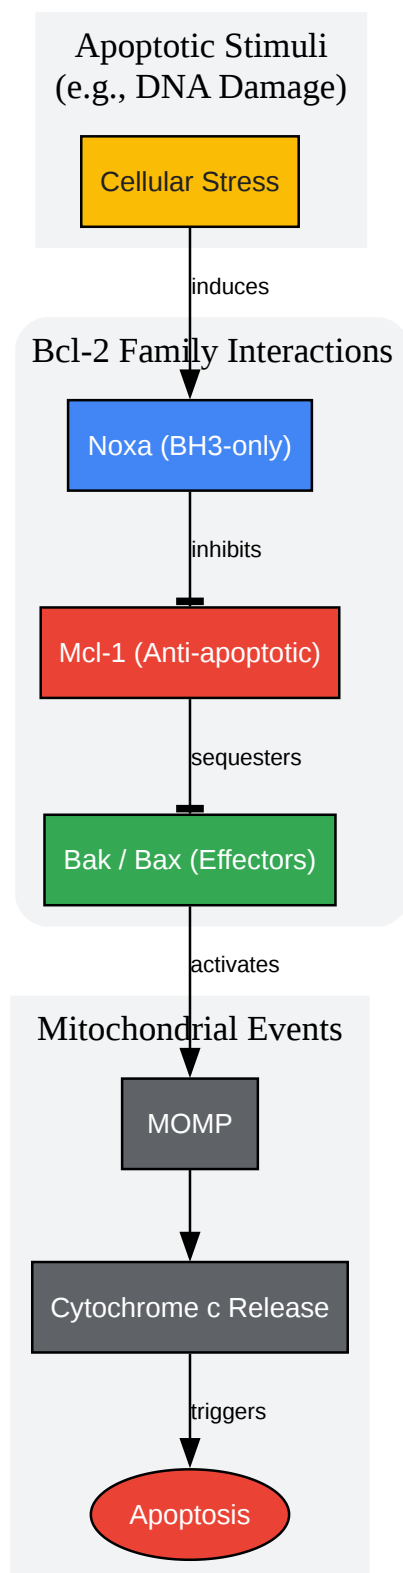 Apoptotic Stimuli
(e.g., DNA Damage)
Cellular Stress
induces
Bcl-2 Family Interactions
Noxa (BH3-only)
inhibits
Mcl-1 (Anti-apoptotic)
sequesters
Bak / Bax (Effectors)
activates
Mitochondrial Events
MOMP
Cytochrome c Release
triggers
Apoptosis